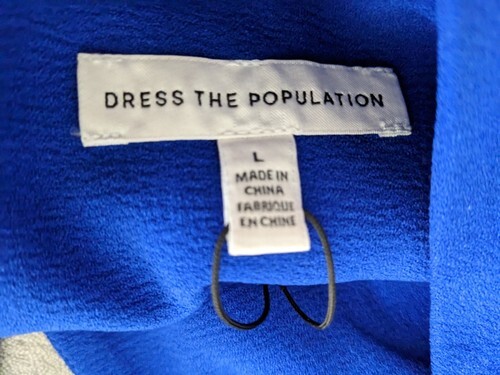 DRESS THE POPULATION
L
MADE IN
CHINA
FABRIQUE
EN CHINE